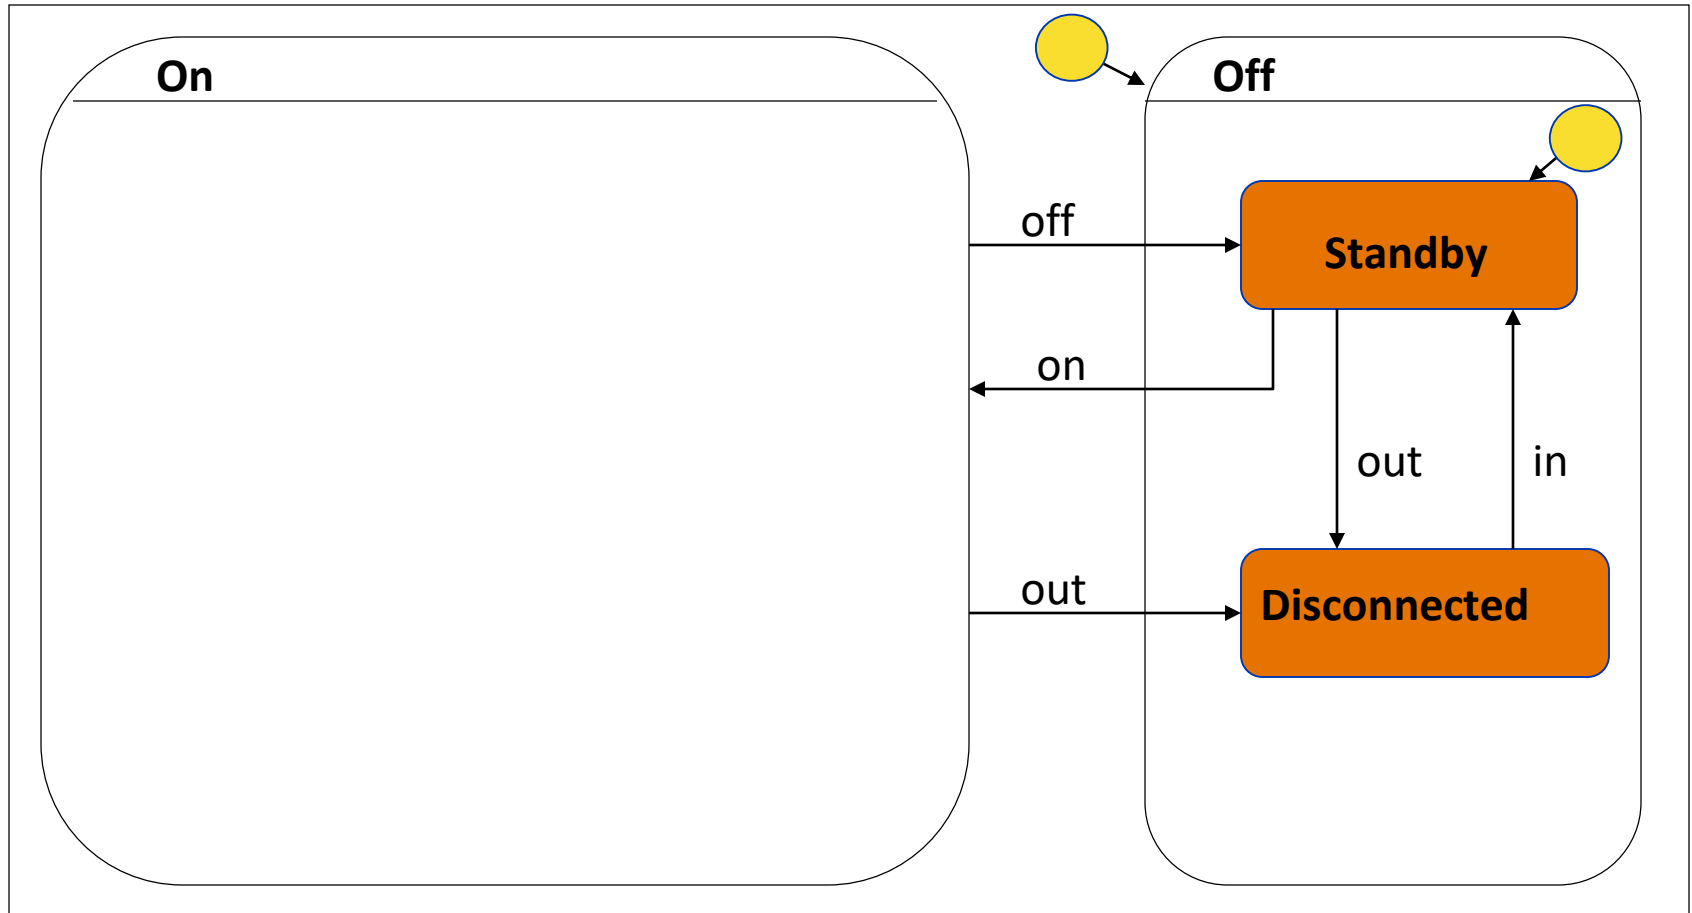 On
Off
off
Standby
on
out
in
out
Disconnected